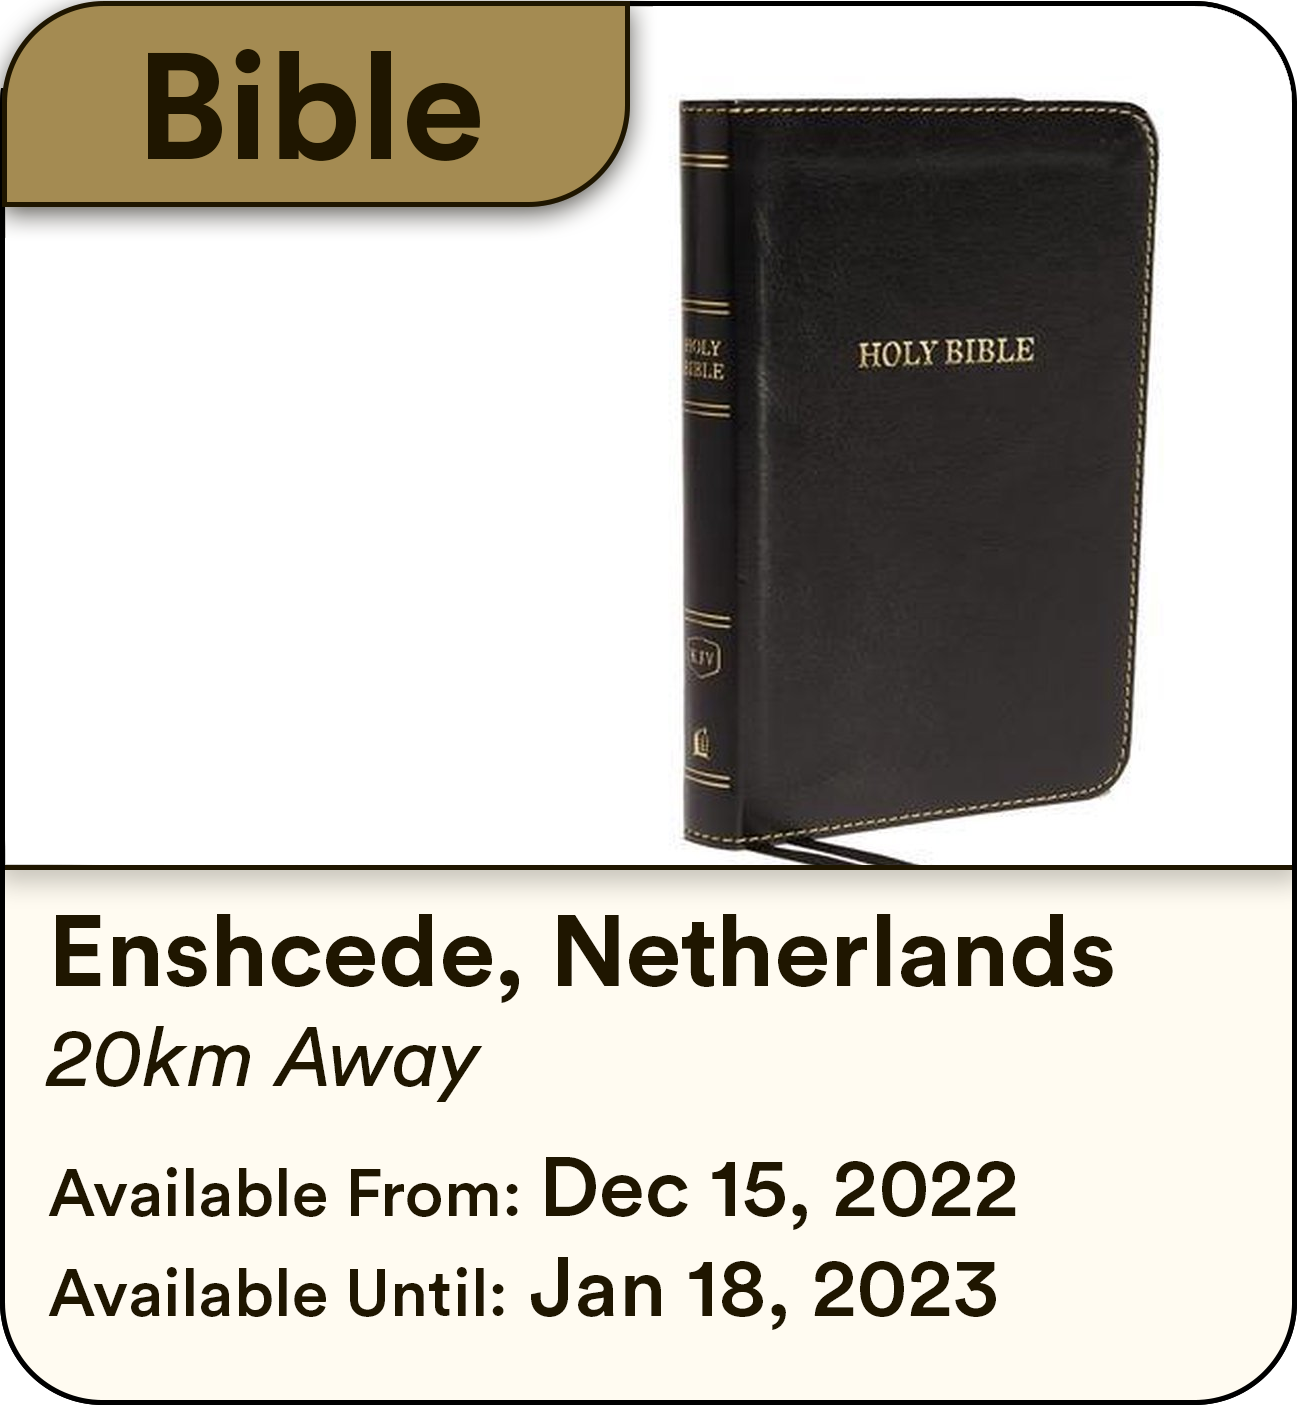 Bible
HOLY BIBLE
HOLY
BIBLE
KJV
Enshcede, Netherlands
20km Away
Available From: Dec 15, 2022
Available Until: Jan 18, 2023